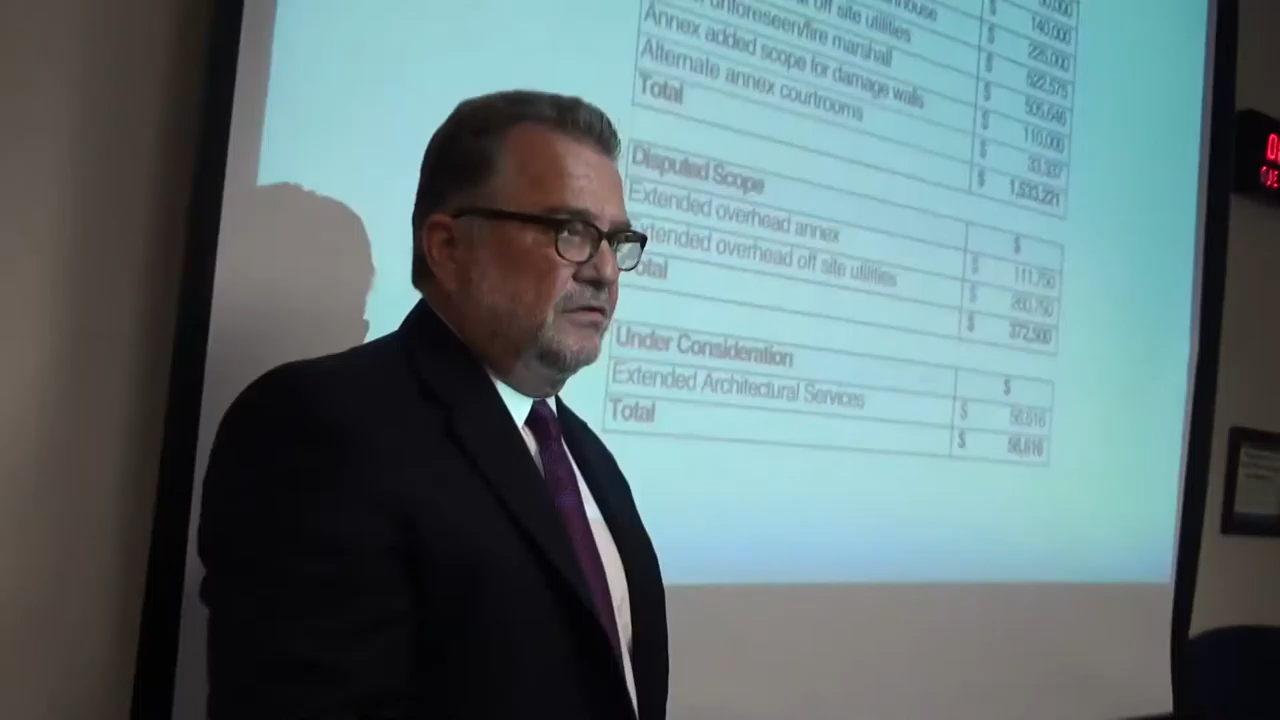 off site utilities $ 140,000
unforeseen/fire marshall $ 225,000
Annex added scope for damage walls $ 622,575
Alternate annex courtrooms $ 505,646
Total $ 110,000
$ 33,337
$ 1,533,221
Disputed Scope
Extended overhead annex $
Extended overhead off site utilities $ 111,750
Total $ 260,750
$ 372,500
Under Consideration
Extended Architectural Services $
Total $ 56,616
$ 56,616